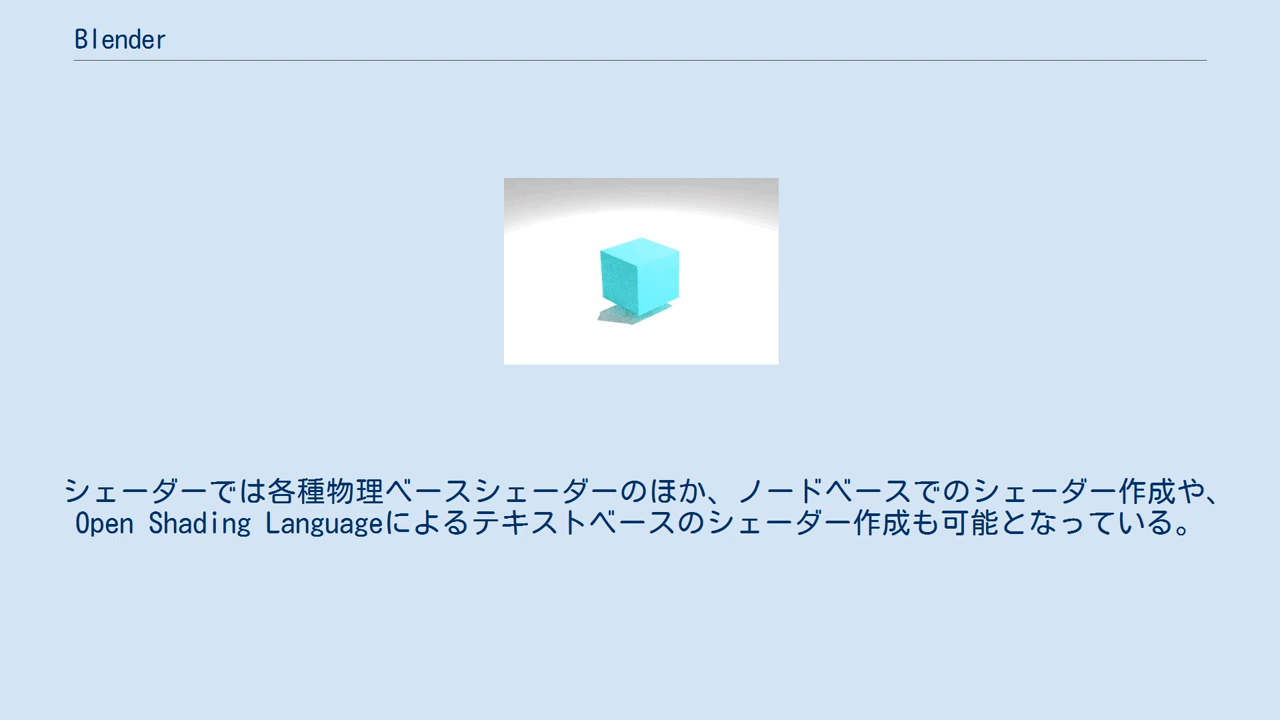 Blender
シェーダーでは各種物理ベースシェーダーのほか、ノードベースでのシェーダー作成や、
Open Shading Languageによるテキストベースのシェーダー作成も可能となっている。